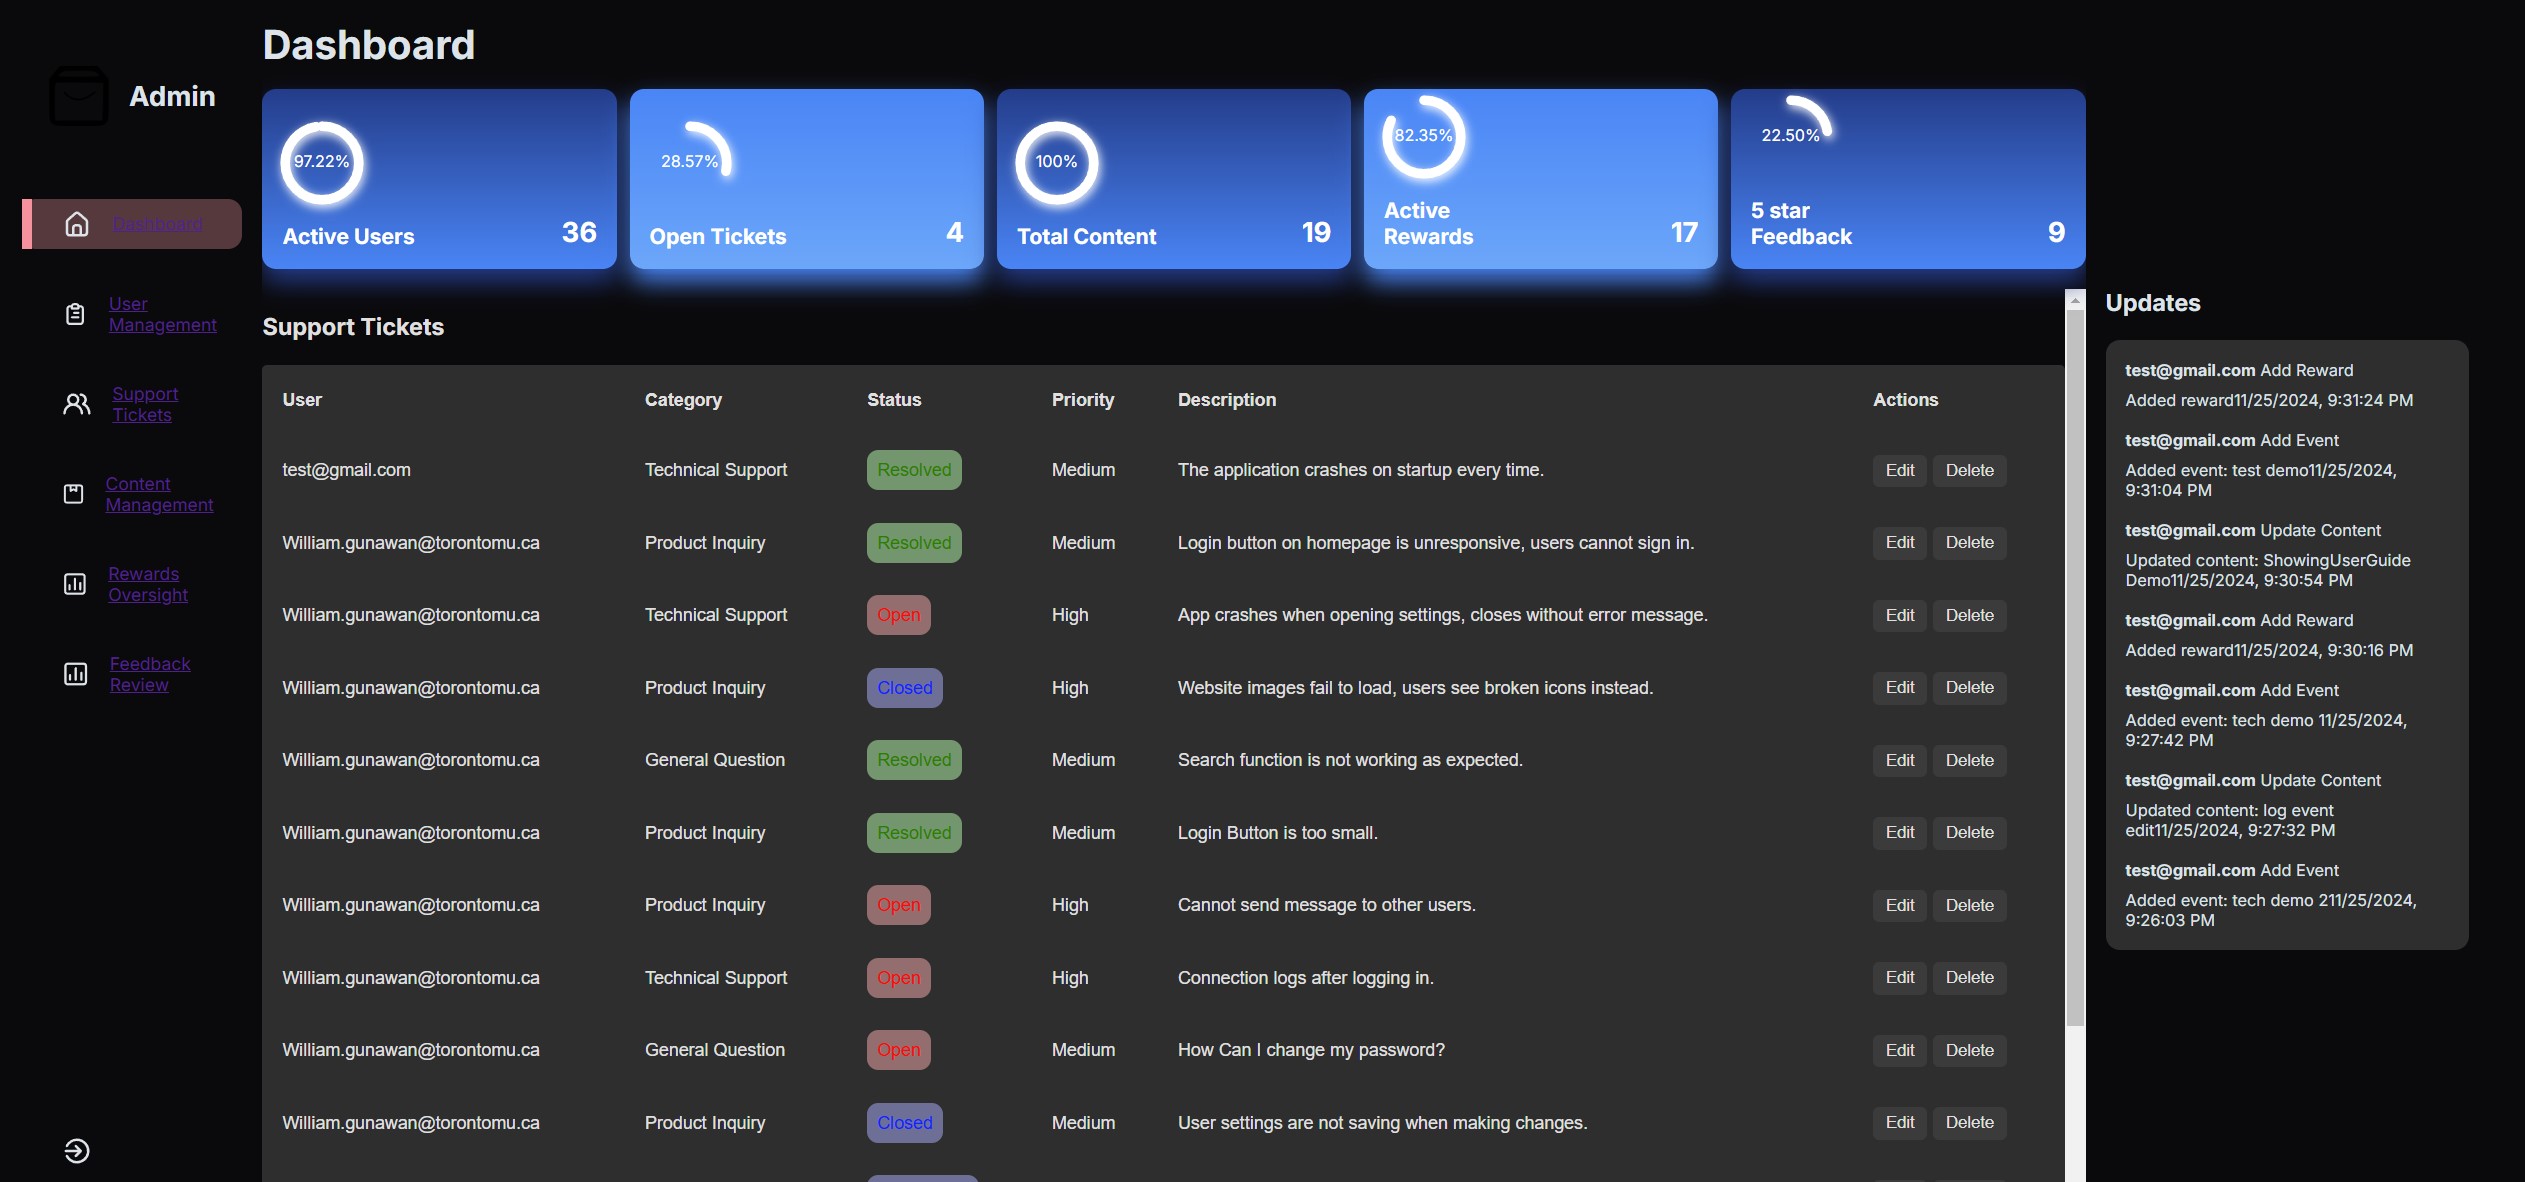 Admin
Dashboard
User
Management
Support
Tickets
Content
Management
Rewards
Oversight
Feedback
Review
Dashboard
97.22%
Active Users 36
28.57%
Open Tickets 4
100%
Total Content 19
82.35%
Active
Rewards 17
22.50%
5 star
Feedback 9
Support Tickets
User Category Status Priority Description Actions
test@gmail.com Technical Support Resolved Medium The application crashes on startup every time. Edit Delete
William.gunawan@torontomu.ca Product Inquiry Resolved Medium Login button on homepage is unresponsive, users cannot sign in. Edit Delete
William.gunawan@torontomu.ca Technical Support Open High App crashes when opening settings, closes without error message. Edit Delete
William.gunawan@torontomu.ca Product Inquiry Closed High Website images fail to load, users see broken icons instead. Edit Delete
William.gunawan@torontomu.ca General Question Resolved Medium Search function is not working as expected. Edit Delete
William.gunawan@torontomu.ca Product Inquiry Resolved Medium Login Button is too small. Edit Delete
William.gunawan@torontomu.ca Product Inquiry Open High Cannot send message to other users. Edit Delete
William.gunawan@torontomu.ca Technical Support Open High Connection logs after logging in. Edit Delete
William.gunawan@torontomu.ca General Question Open Medium How Can I change my password? Edit Delete
William.gunawan@torontomu.ca Product Inquiry Closed Medium User settings are not saving when making changes. Edit Delete
Updates
test@gmail.com Add Reward
Added reward11/25/2024, 9:31:24 PM
test@gmail.com Add Event
Added event: test demo11/25/2024,
9:31:04 PM
test@gmail.com Update Content
Updated content: ShowingUserGuide
Demo11/25/2024, 9:30:54 PM
test@gmail.com Add Reward
Added reward11/25/2024, 9:30:16 PM
test@gmail.com Add Event
Added event: tech demo 11/25/2024,
9:27:42 PM
test@gmail.com Update Content
Updated content: log event
edit11/25/2024, 9:27:32 PM
test@gmail.com Add Event
Added event: tech demo 211/25/2024,
9:26:03 PM